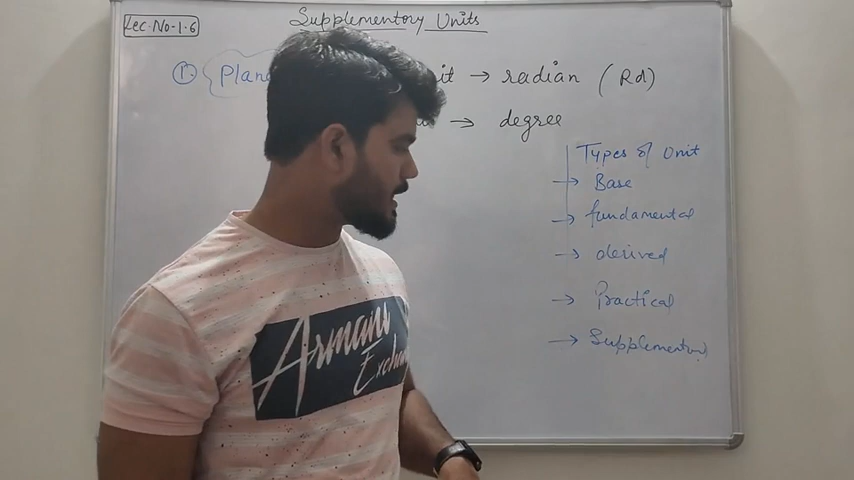 Lec-No-1.6
Supplementory Units
①. Plan it → radian (Rd)
→ degree
Types of Unit
→ Base
→ fundamental
→ derived
→ Practical
→ Supplementory
Armani
Exchan